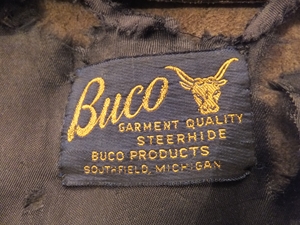 Buco
GARMENT QUALITY
STEERHIDE
BUCO PRODUCTS
SOUTHFIELD, MICHIGAN